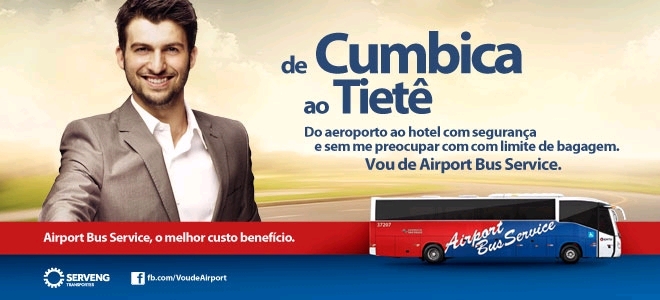 de Cumbica
ao Tietê
Do aeroporto ao hotel com segurança
e sem me preocupar com com limite de bagagem.
Vou de Airport Bus Service.
37207
Airport
Bus Service
Airport Bus Service, o melhor custo benefício.
SERVENG
TRANSPORTES
f fb.com/VoudeAirport